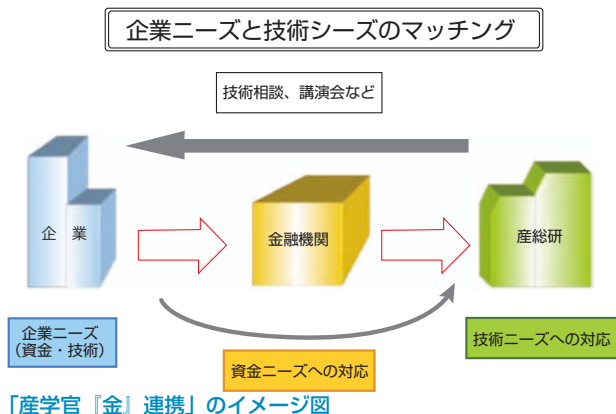 企業ニーズと技術シーズのマッチング
技術相談、講演会など
企 業
金融機関
産総研
企業ニーズ
(資金・技術)
資金ニーズへの対応
技術ニーズへの対応
「産学官『金』連携」のイメージ図